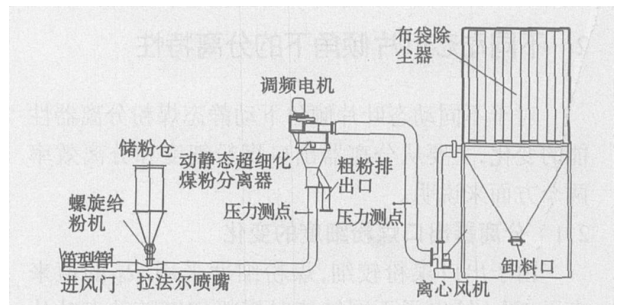 布袋除
尘器
调频电机
储粉仓
动静态超细化
煤粉分离器
粗粉排
出口
螺旋给
粉机
压力测点
压力测点
笛型管
进风门
拉法尔喷嘴
离心风机
卸料口